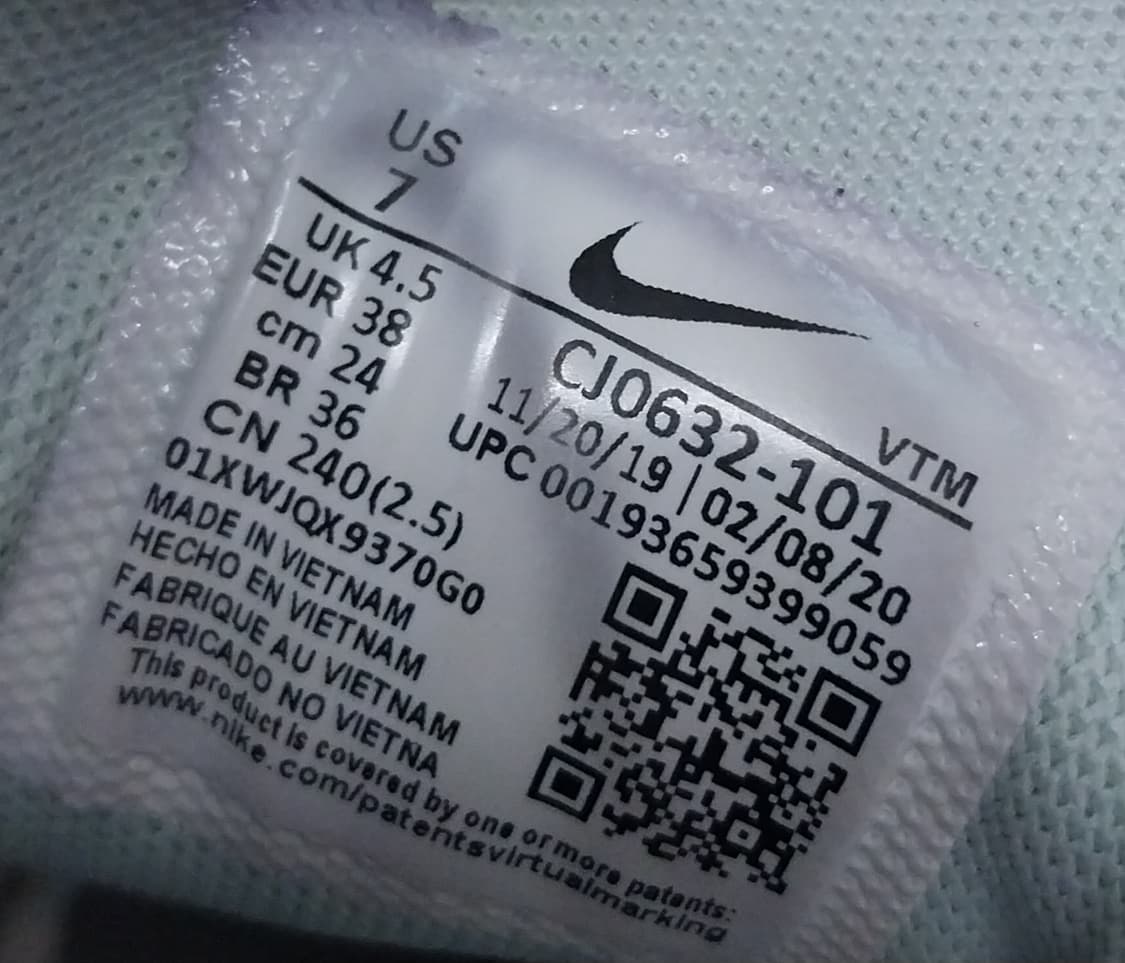 US
7
UK 4.5
EUR 38
cm 24
BR 36
CN 240(2.5)
01XWJQX9370G0
MADE IN VIETNAM
HECHO EN VIETNAM
FABRIQUE AU VIETNAM
FABRICADO NO VIETNA
This product is covered by one or more patents:
www.nike.com/patentsvirtualmarking
VTM
CJ0632-101
11/20/19 | 02/08/20
UPC 00193659399059